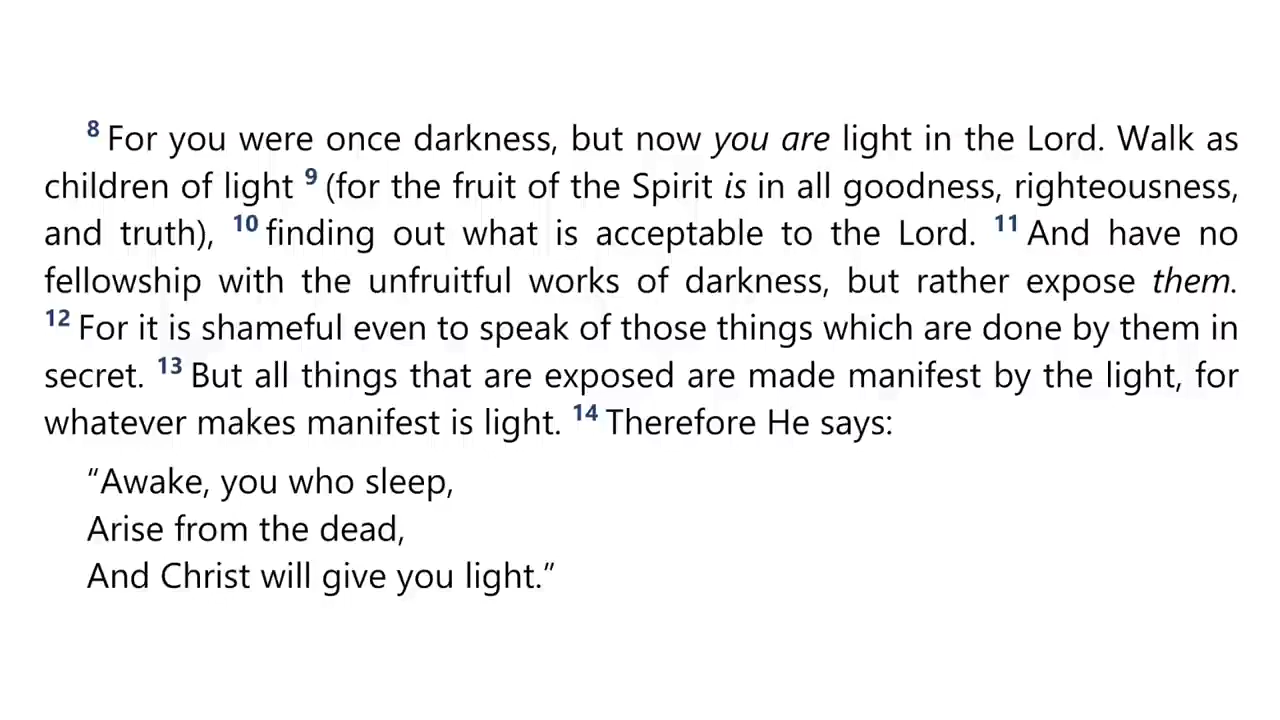 8 For you were once darkness, but now you are light in the Lord. Walk as
children of light 9 (for the fruit of the Spirit is in all goodness, righteousness,
and truth), 10 finding out what is acceptable to the Lord. 11 And have no
fellowship with the unfruitful works of darkness, but rather expose them.
12 For it is shameful even to speak of those things which are done by them in
secret. 13 But all things that are exposed are made manifest by the light, for
whatever makes manifest is light. 14 Therefore He says:
“Awake, you who sleep,
Arise from the dead,
And Christ will give you light.”